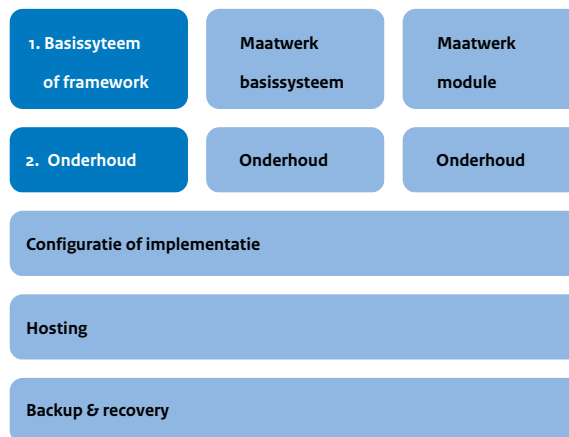 1. Basissyteem
of framework
Maatwerk
basissysteem
Maatwerk
module
2. Onderhoud
Onderhoud
Onderhoud
Configuratie of implementatie
Hosting
Backup & recovery